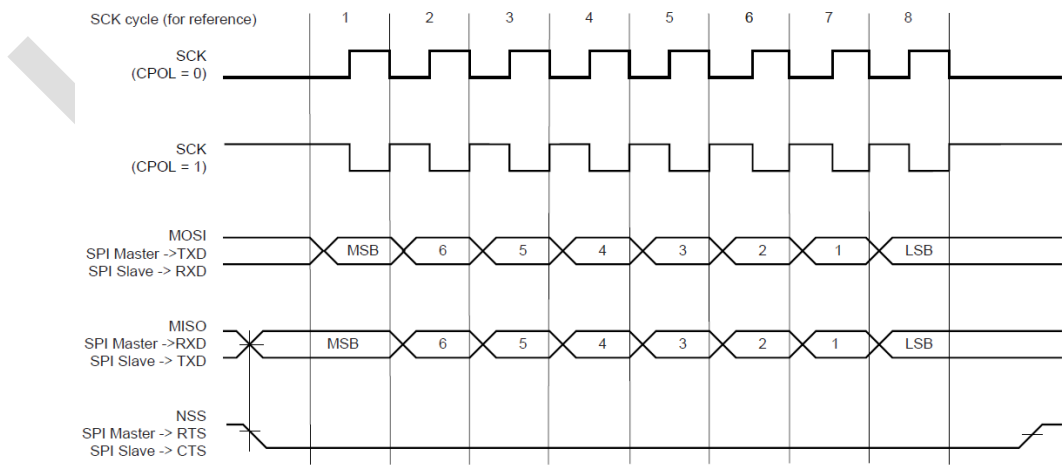 SCK cycle (for reference) 1 2 3 4 5 6 7 8
SCK
(CPOL = 0)
SCK
(CPOL = 1)
MOSI
SPI Master ->TXD
SPI Slave -> RXD
MSB 6 5 4 3 2 1 LSB
MISO
SPI Master ->RXD
SPI Slave -> TXD
MSB 6 5 4 3 2 1 LSB
NSS
SPI Master -> RTS
SPI Slave -> CTS